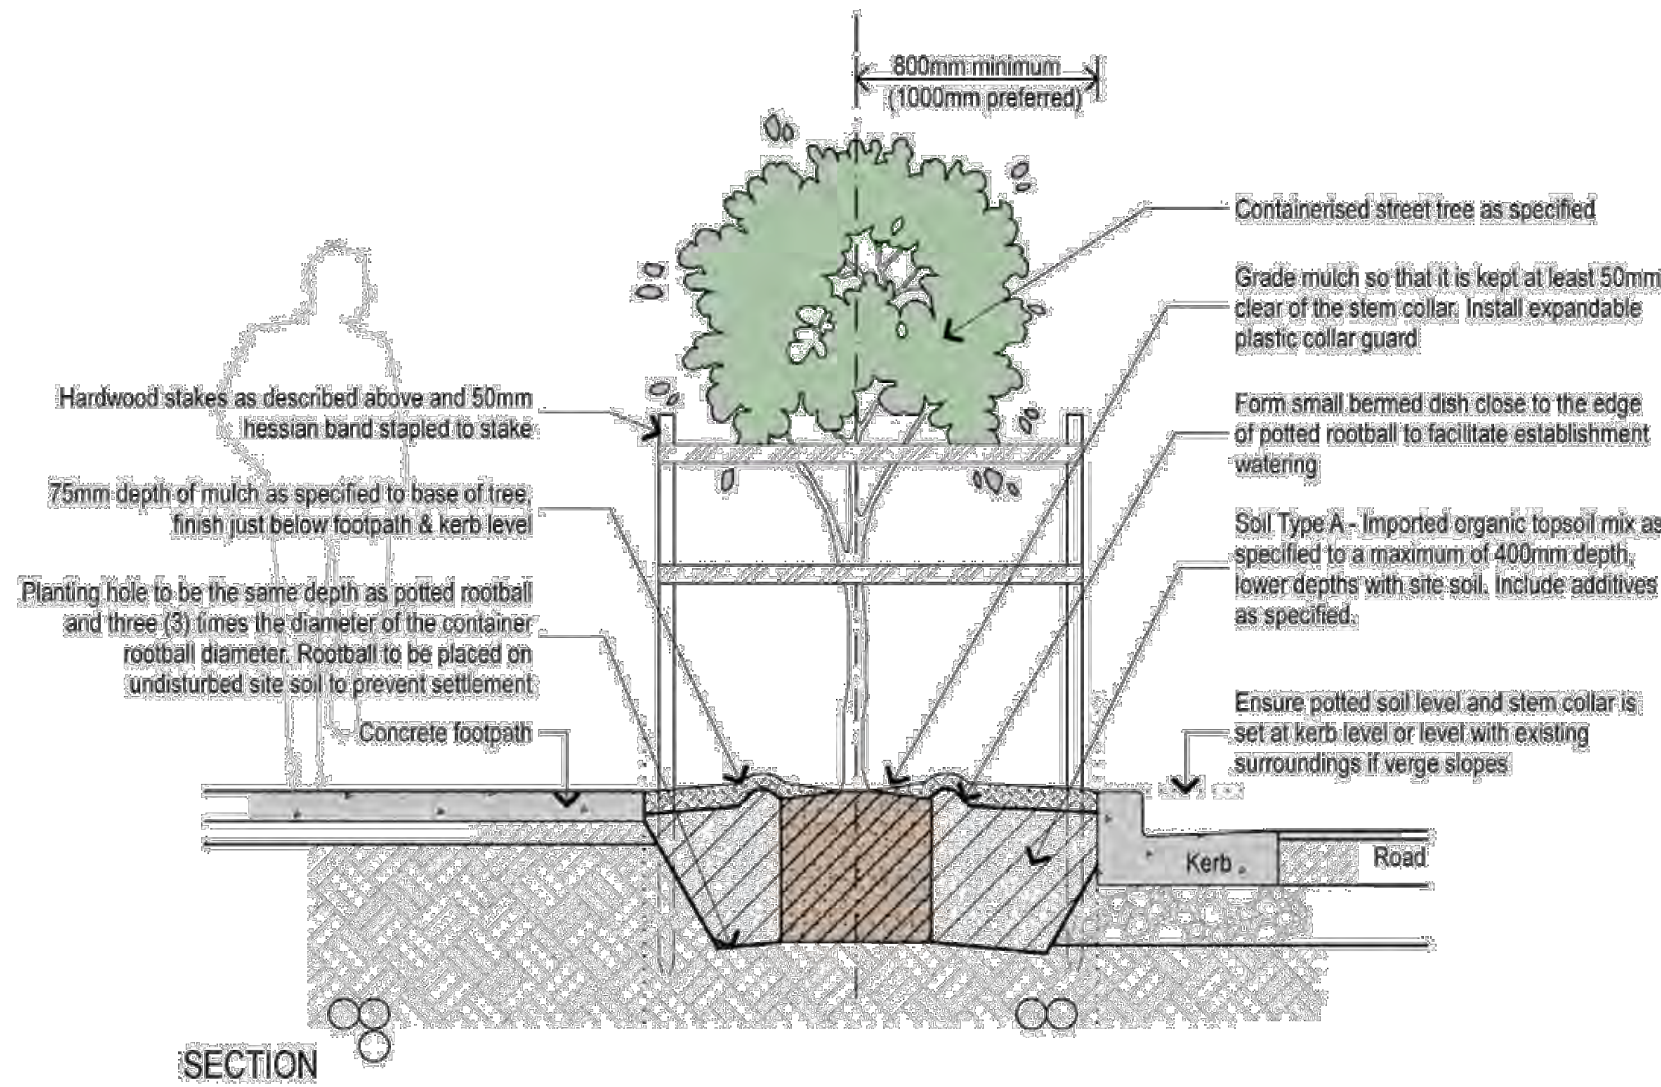 800mm minimum
(1000mm preferred)
Containerised street tree as specified
Grade mulch so that it is kept at least 50mm
clear of the stem collar. Install expandable
plastic collar guard
Hardwood stakes as described above and 50mm
hessian band stapled to stake
Form small bermed dish close to the edge
of potted rootball to facilitate establishment
watering
75mm depth of mulch as specified to base of tree,
finish just below footpath & kerb level
Soil Type A - Imported organic topsoil mix as
specified to a maximum of 400mm depth,
lower depths with site soil. Include additives
as specified.
Planting hole to be the same depth as potted rootball
and three (3) times the diameter of the container
rootball diameter. Rootball to be placed on
undisturbed site soil to prevent settlement
Ensure potted soil level and stem collar is
set at kerb level or level with existing
surroundings if verge slopes
Concrete footpath
Kerb
Road
SECTION